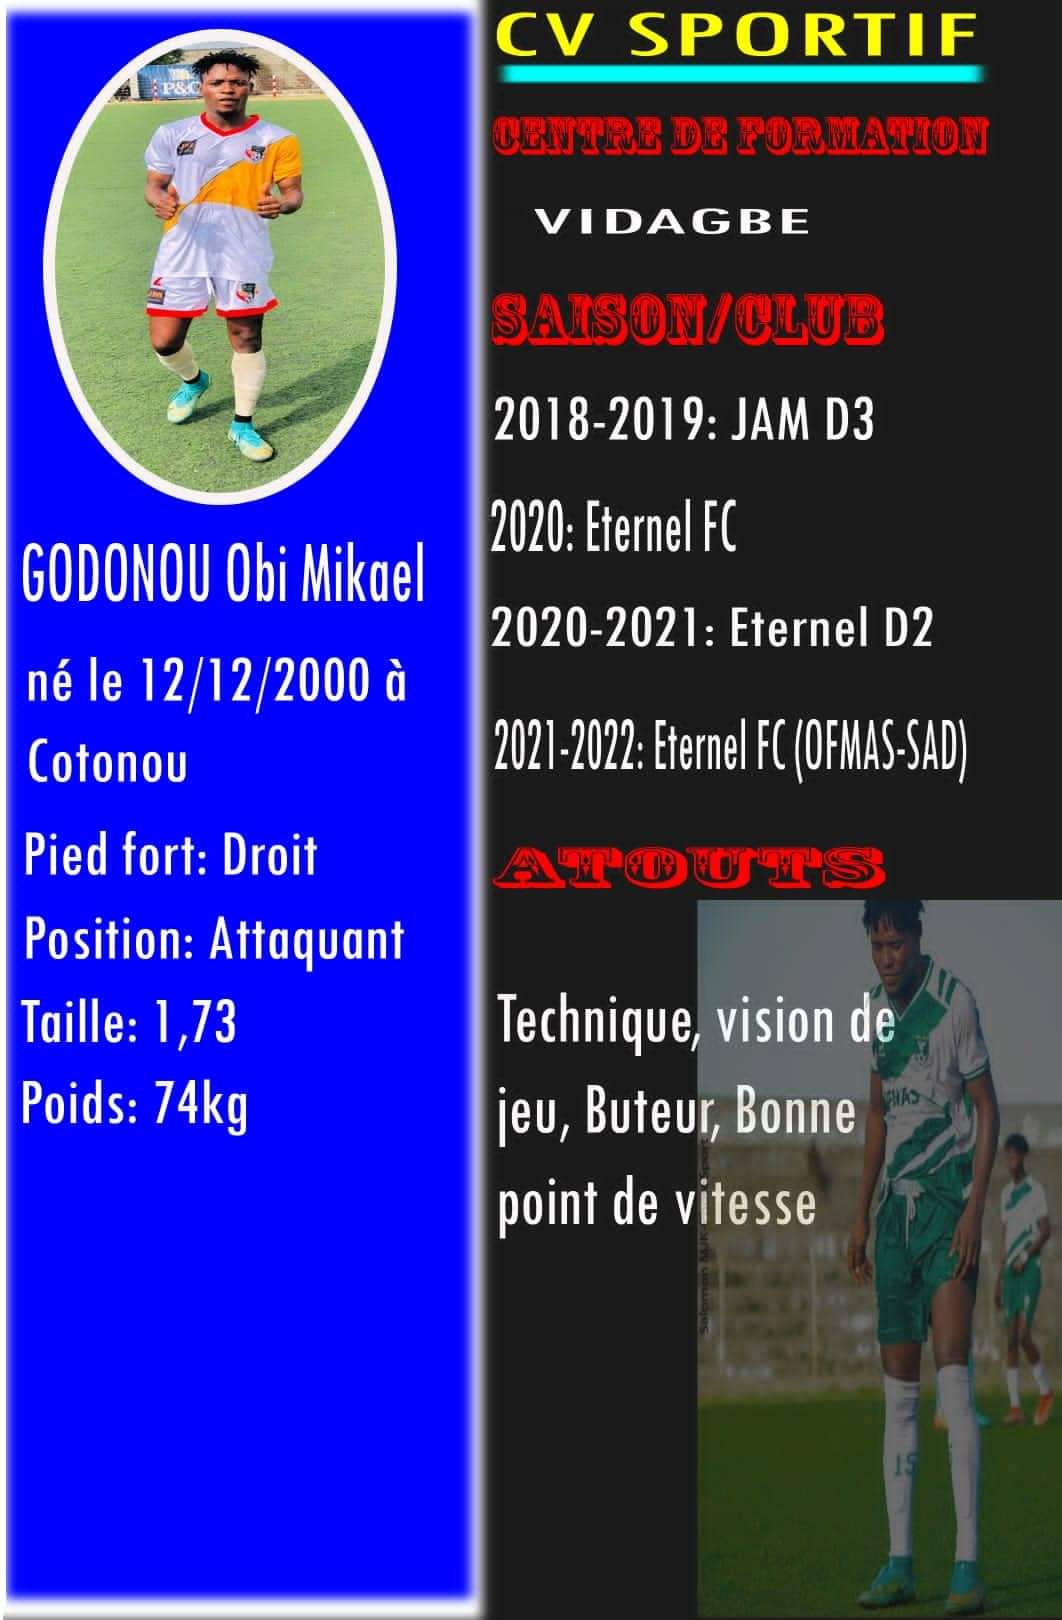 P&G
GODONOU Obi Mikael
né le 12/12/2000 à
Cotonou
Pied fort: Droit
Position: Attaquant
Taille: 1,73
Poids: 74kg
CV SPORTIF
CENTRE DE FORMATION
VIDAGBE
SAISON/CLUB
2018-2019: JAM D3
2020: Eternel FC
2020-2021: Eternel D2
2021-2022: Eternel FC (OFMAS-SAD)
ATOUTS
Technique, vision de
jeu, Buteur, Bonne
point de vitesse
15